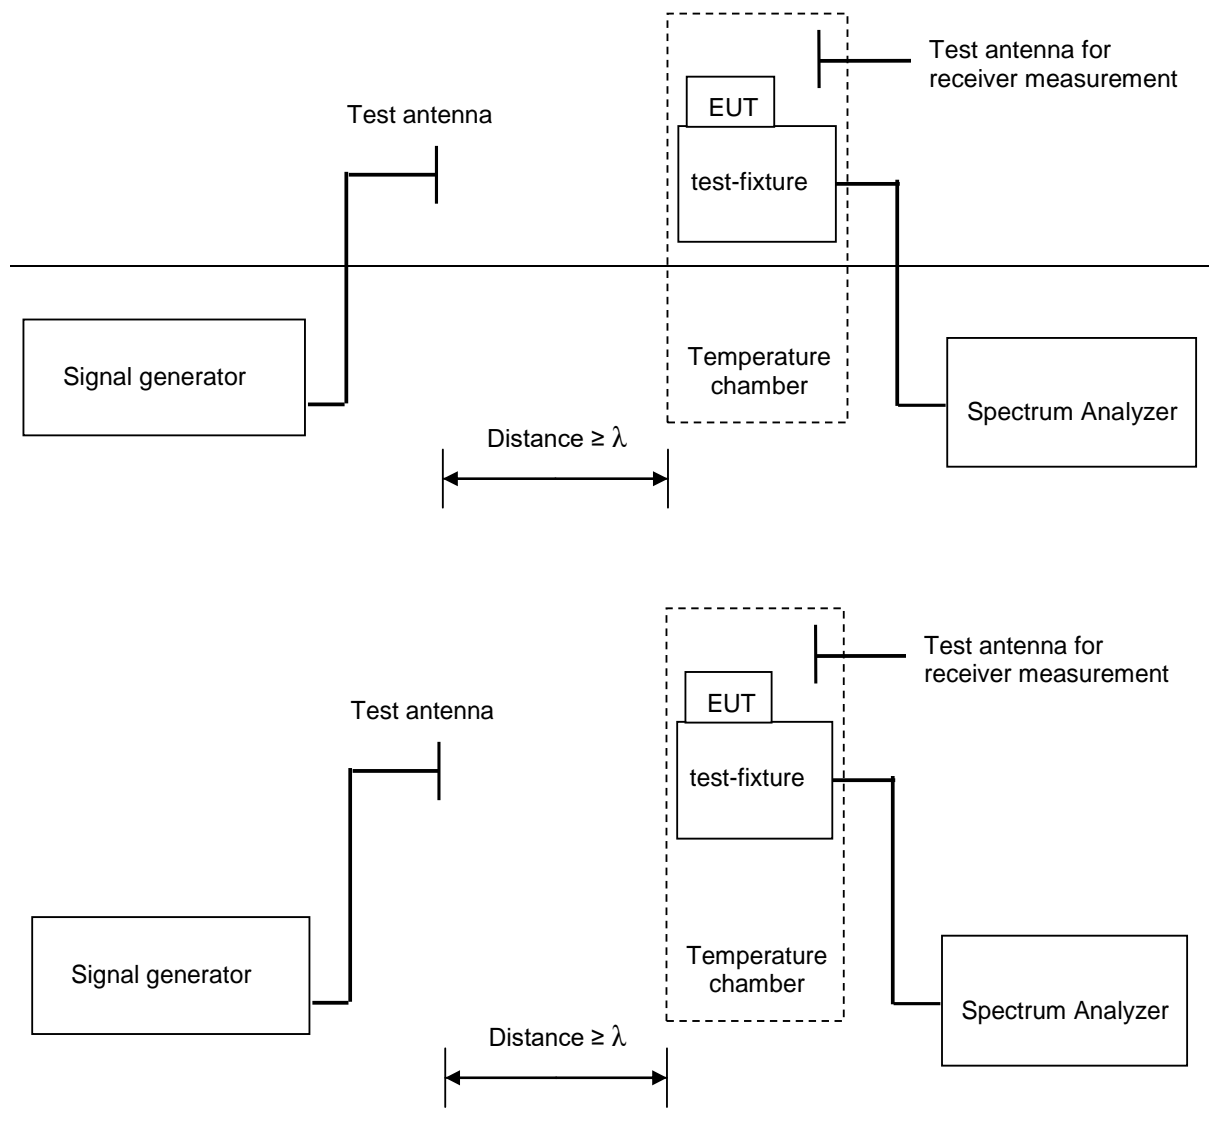 Test antenna for
receiver measurement
EUT
Test antenna
test-fixture
Temperature
chamber
Signal generator
Spectrum Analyzer
Distance ≥ λ
Test antenna for
receiver measurement
EUT
Test antenna
test-fixture
Temperature
chamber
Signal generator
Spectrum Analyzer
Distance ≥ λ